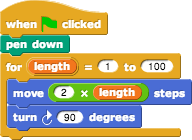 when clicked
pen down
for length = 1 to 100
move 2 × length steps
turn 90 degrees